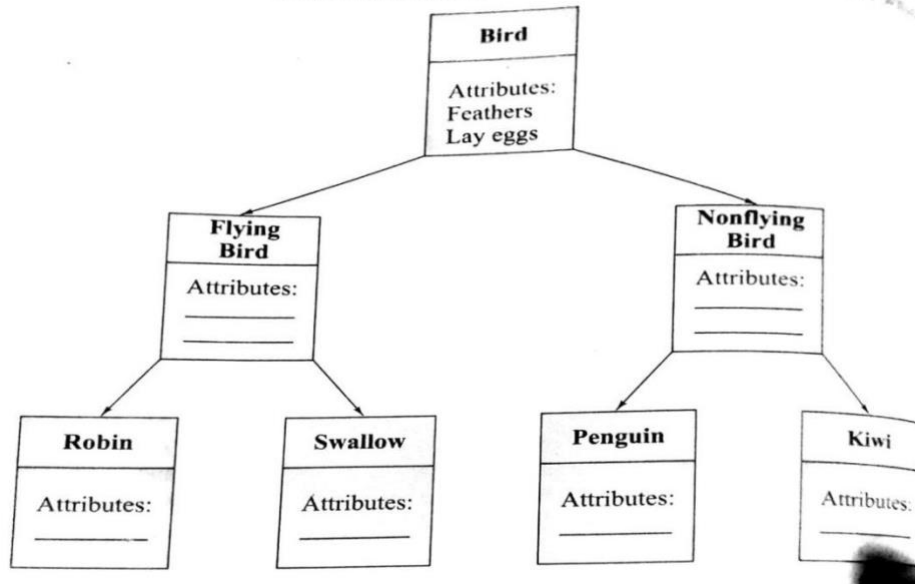 Bird
Attributes:
Feathers
Lay eggs
Flying
Bird
Attributes:
Nonflying
Bird
Attributes:
Robin
Attributes:
Swallow
Attributes:
Penguin
Attributes:
Kiwi
Attributes: